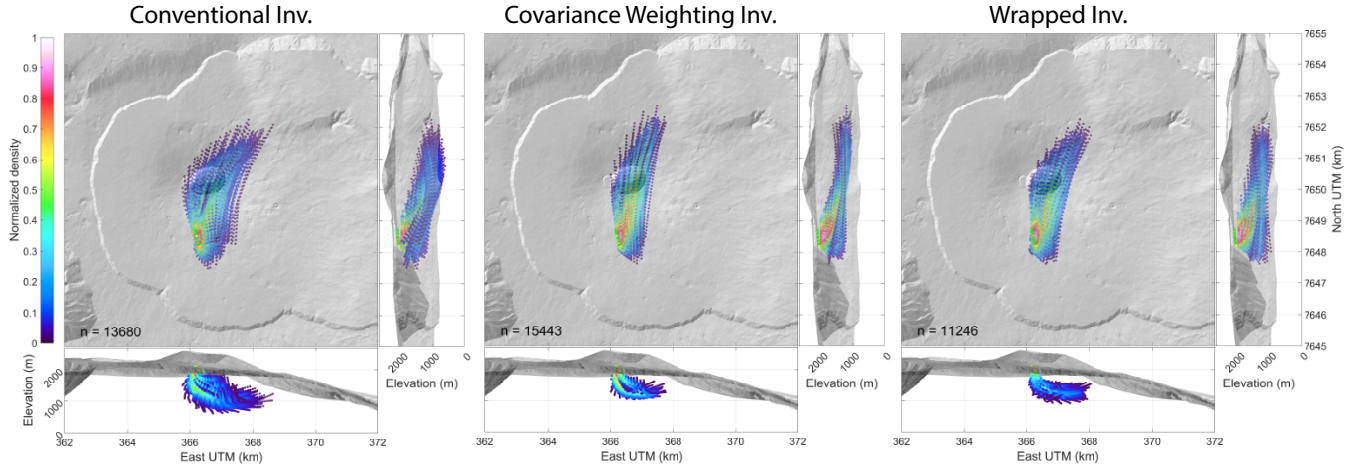 Conventional Inv.
Covariance Weighting Inv.
Wrapped Inv.
Normalized density
1
0.9
0.8
0.7
0.6
0.5
0.4
0.3
0.2
0.1
0
n = 13680
n = 15443
n = 11246
7655
7654
7653
7652
7651
7650
7649
7648
7647
7646
7645
North UTM (km)
2000
1000
0
Elevation (m)
2000
1000
0
Elevation (m)
2000
1000
0
Elevation (m)
Elevation (m)
2000
1000
0
362 364 366 368 370 372
East UTM (km)
362 364 366 368 370 372
East UTM (km)
362 364 366 368 370 372
East UTM (km)